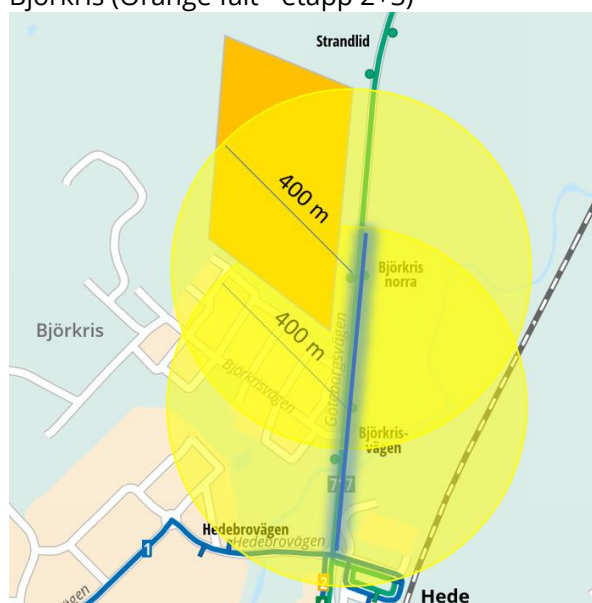 Björkris (Orange fält - etapp 2+3)
Strandlid
400 m
Björkris
norra
Björkris
400 m
Göteborgsvägen
Björkrisvägen
Björkris-
vägen
717
Hedebrovägen
Hedebrovägen
1
2
Hede